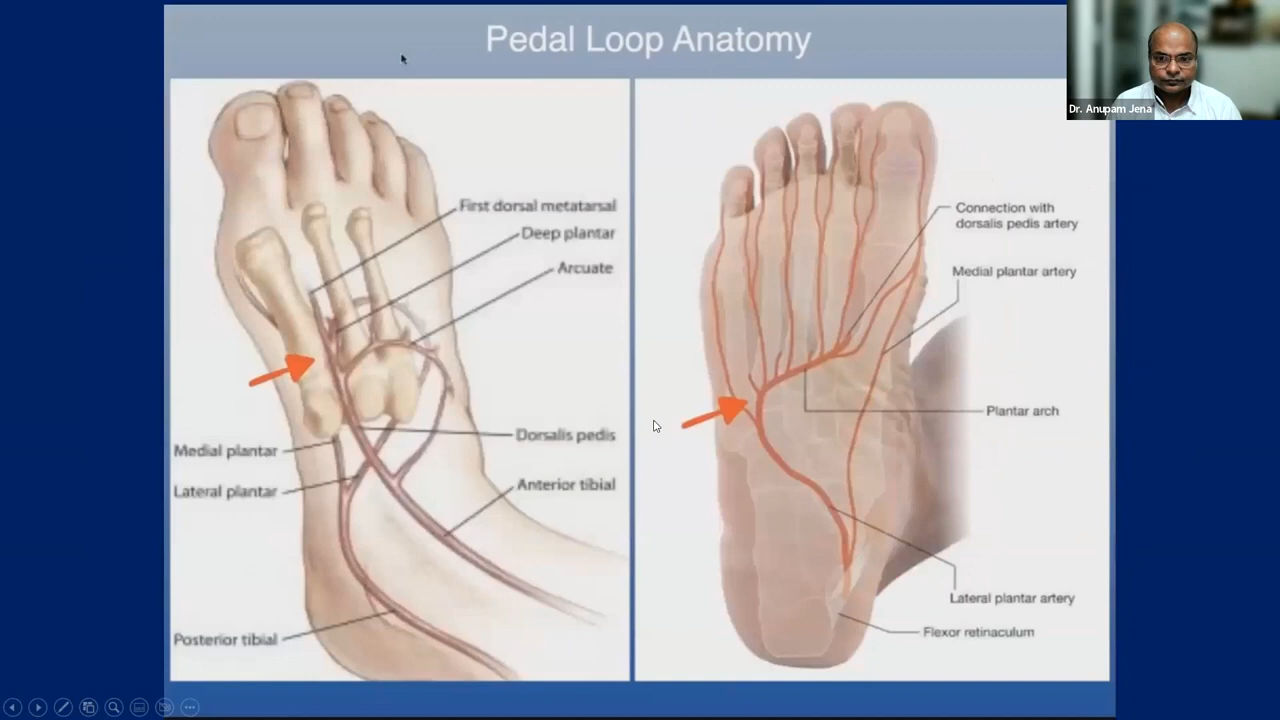 Pedal Loop Anatomy
Dr. Anupam Jena
First dorsal metatarsal
Deep plantar
Arcuate
Dorsalis pedis
Anterior tibial
Medial plantar
Lateral plantar
Posterior tibial
Connection with
dorsalis pedis artery
Medial plantar artery
Plantar arch
Lateral plantar artery
Flexor retinaculum